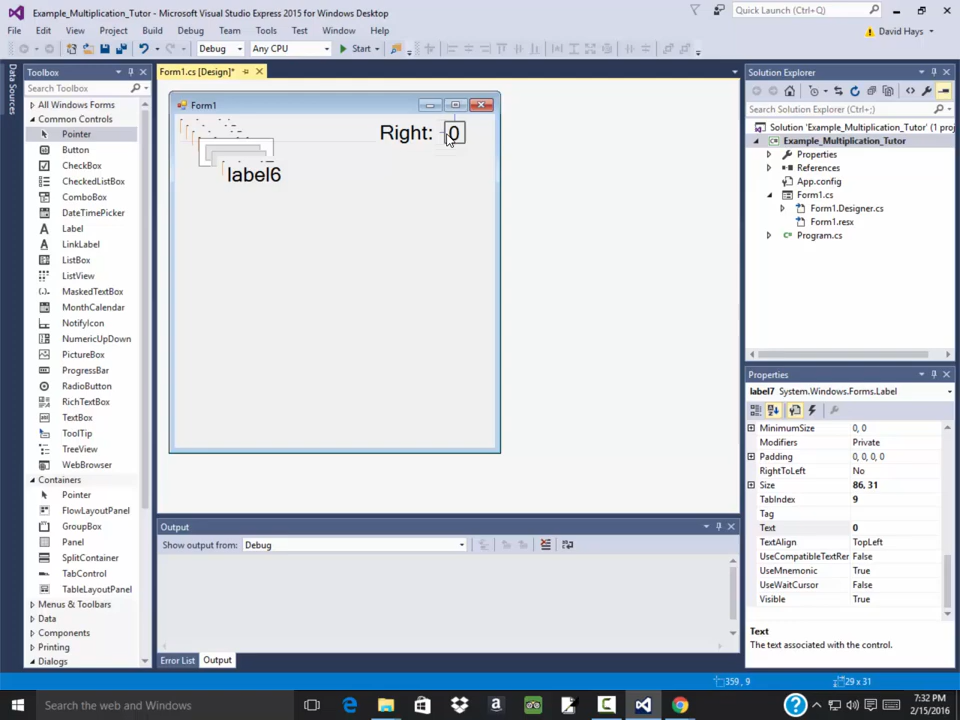 Example_Multiplication_Tutor - Microsoft Visual Studio Express 2015 for Windows Desktop
Quick Launch (Ctrl+Q)
File Edit View Project Build Debug Team Tools Test Window Help
David Hays
Debug Any CPU Start
Data Sources
Toolbox
Search Toolbox
All Windows Forms
Common Controls
Pointer
Button
CheckBox
CheckedListBox
ComboBox
DateTimePicker
Label
LinkLabel
ListBox
ListView
MaskedTextBox
MonthCalendar
NotifyIcon
NumericUpDown
PictureBox
ProgressBar
RadioButton
RichTextBox
TextBox
ToolTip
TreeView
WebBrowser
Containers
Pointer
FlowLayoutPanel
GroupBox
Panel
SplitContainer
TabControl
TableLayoutPanel
Menus & Toolbars
Data
Components
Printing
Dialogs
Form1.cs [Design]*
Form1
Right: 0
label6
Output
Show output from: Debug
Error List Output
Solution Explorer
Search Solution Explorer (Ctrl+;)
Solution 'Example_Multiplication_Tutor' (1 proj
Example_Multiplication_Tutor
Properties
References
App.config
Form1.cs
Form1.Designer.cs
Form1.resx
Program.cs
Properties
label7 System.Windows.Forms.Label
MinimumSize 0, 0
Modifiers Private
Padding 0, 0, 0, 0
RightToLeft No
Size 86, 31
TabIndex 9
Tag
Text 0
TextAlign TopLeft
UseCompatibleTextRer False
UseMnemonic True
UseWaitCursor False
Visible True
Text
The text associated with the control.
359 , 9 29 x 31
Search the web and Windows
7:32 PM
2/15/2016